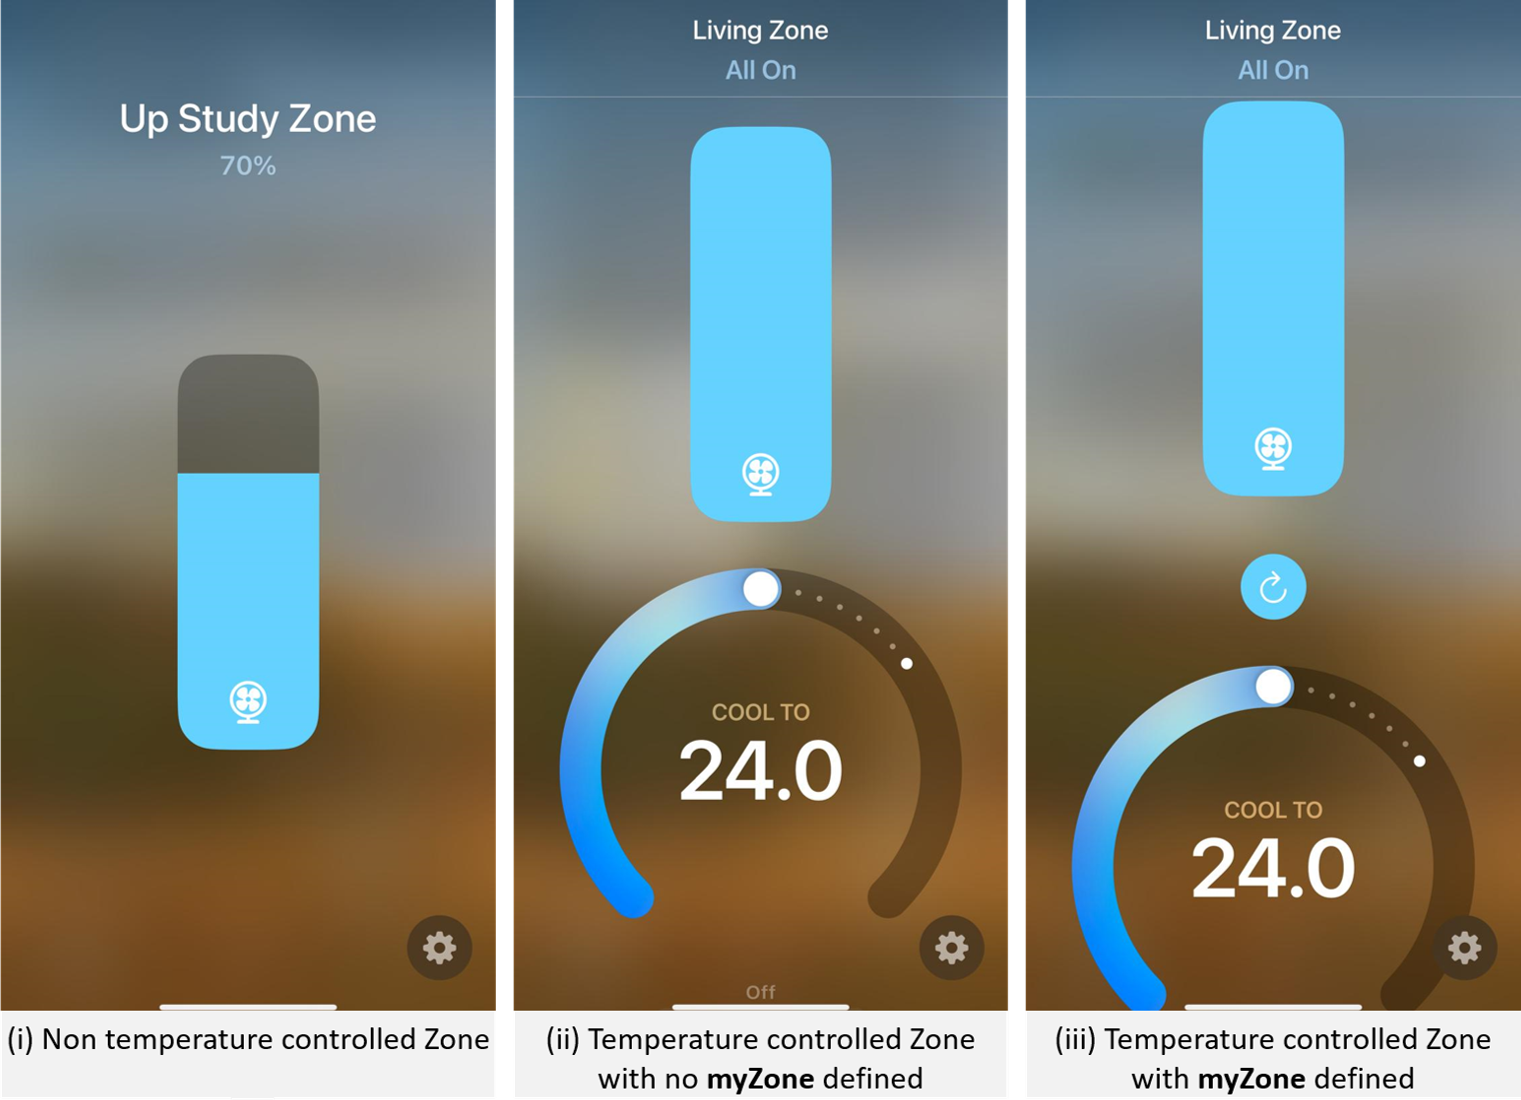 Up Study Zone
70%
(i) Non temperature controlled Zone
Living Zone
All On
COOL TO
24.0
Off
(ii) Temperature controlled Zone
with no myZone defined
Living Zone
All On
COOL TO
24.0
(iii) Temperature controlled Zone
with myZone defined